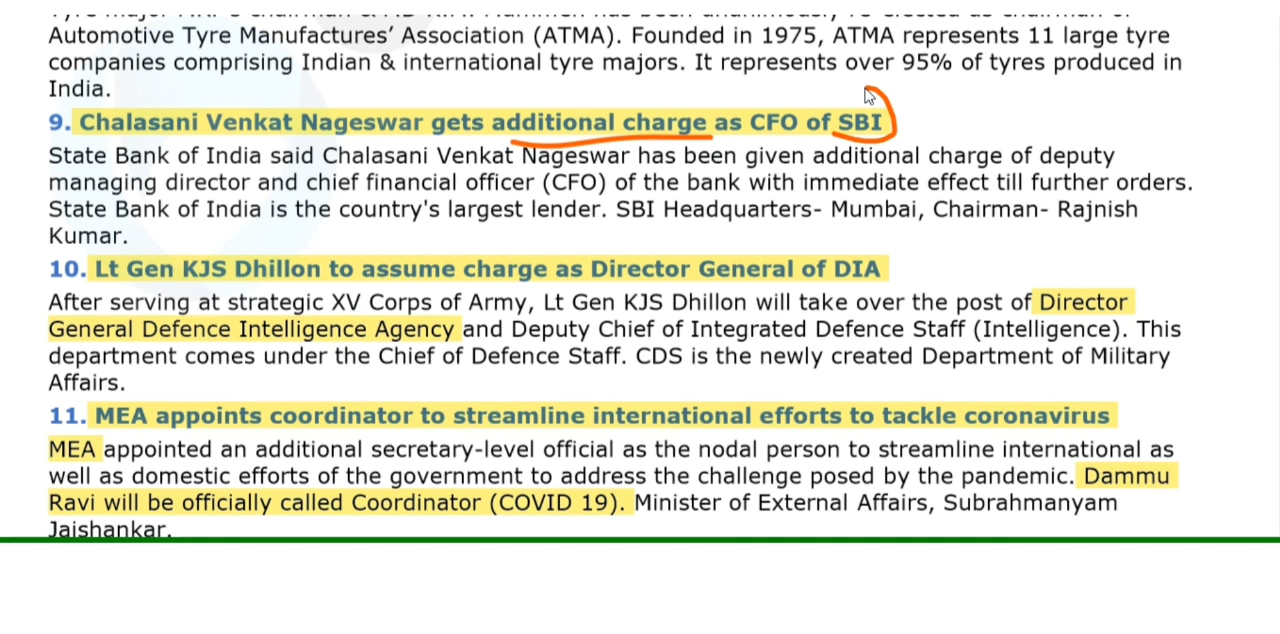 Automotive Tyre Manufactures’ Association (ATMA). Founded in 1975, ATMA represents 11 large tyre
companies comprising Indian & international tyre majors. It represents over 95% of tyres produced in
India.
9. Chalasani Venkat Nageswar gets additional charge as CFO of SBI
State Bank of India said Chalasani Venkat Nageswar has been given additional charge of deputy
managing director and chief financial officer (CFO) of the bank with immediate effect till further orders.
State Bank of India is the country's largest lender. SBI Headquarters- Mumbai, Chairman- Rajnish
Kumar.
10. Lt Gen KJS Dhillon to assume charge as Director General of DIA
After serving at strategic XV Corps of Army, Lt Gen KJS Dhillon will take over the post of Director
General Defence Intelligence Agency and Deputy Chief of Integrated Defence Staff (Intelligence). This
department comes under the Chief of Defence Staff. CDS is the newly created Department of Military
Affairs.
11. MEA appoints coordinator to streamline international efforts to tackle coronavirus
MEA appointed an additional secretary-level official as the nodal person to streamline international as
well as domestic efforts of the government to address the challenge posed by the pandemic. Dammu
Ravi will be officially called Coordinator (COVID 19). Minister of External Affairs, Subrahmanyam
Jaishankar.